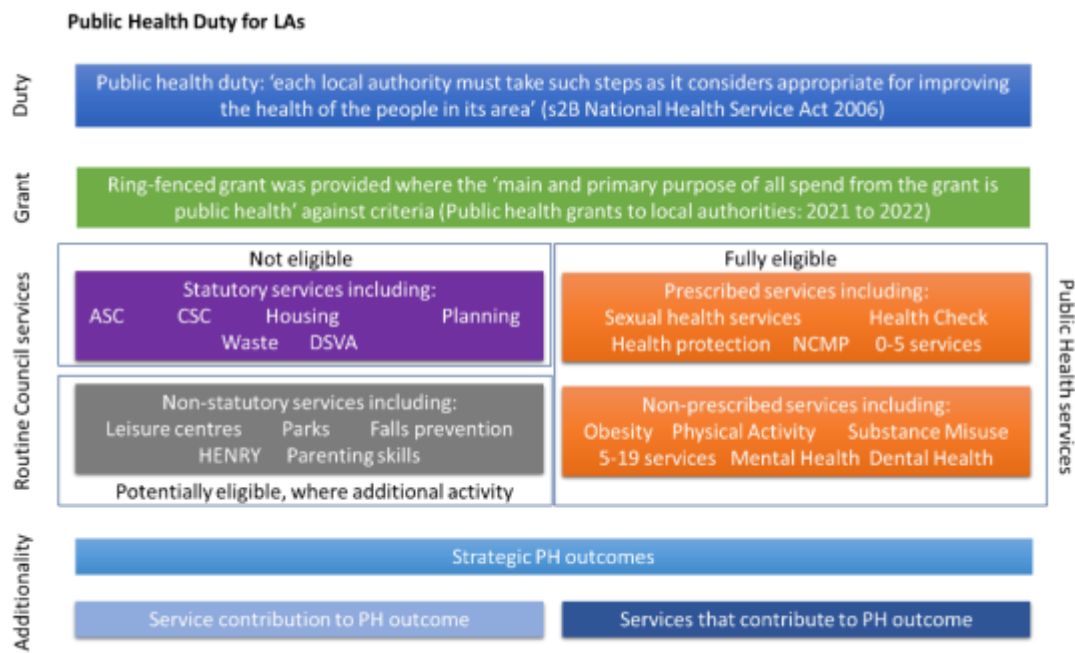 Public Health Duty for LAs
Duty
Public health duty: ‘each local authority must take such steps as it considers appropriate for improving
the health of the people in its area’ (s2B National Health Service Act 2006)
Grant
Ring-fenced grant was provided where the ‘main and primary purpose of all spend from the grant is
public health’ against criteria (Public health grants to local authorities: 2021 to 2022)
Routine Council services
Not eligible
Statutory services including:
ASC CSC Housing Planning
Waste DSVA
Non-statutory services including:
Leisure centres Parks Falls prevention
HENRY Parenting skills
Potentially eligible, where additional activity
Fully eligible
Prescribed services including:
Sexual health services Health Check
Health protection NCMP 0-5 services
Non-prescribed services including:
Obesity Physical Activity Substance Misuse
5-19 services Mental Health Dental Health
Public Health services
Additionality
Strategic PH outcomes
Service contribution to PH outcome
Services that contribute to PH outcome